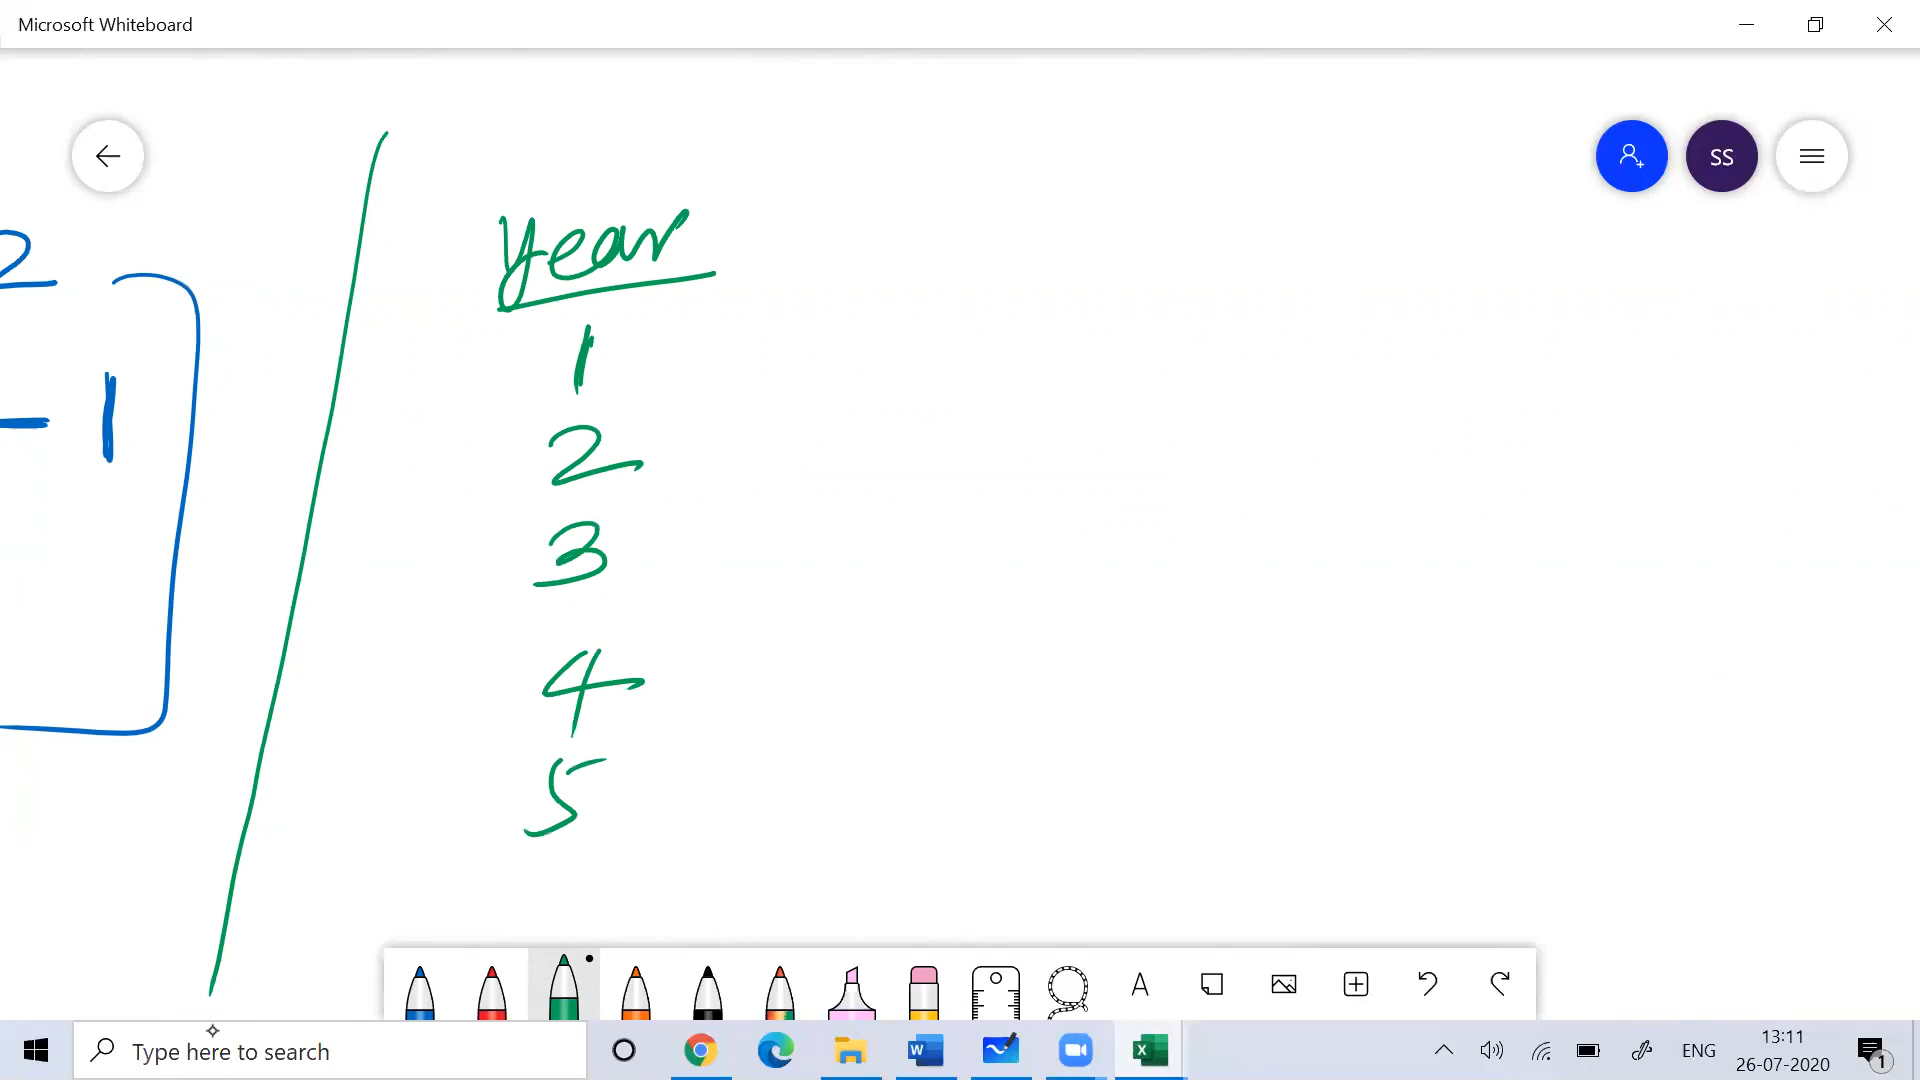 Microsoft Whiteboard
SS
2
- 1
year
1
2
3
4
5
A
Type here to search
ENG
13:11
26-07-2020
1